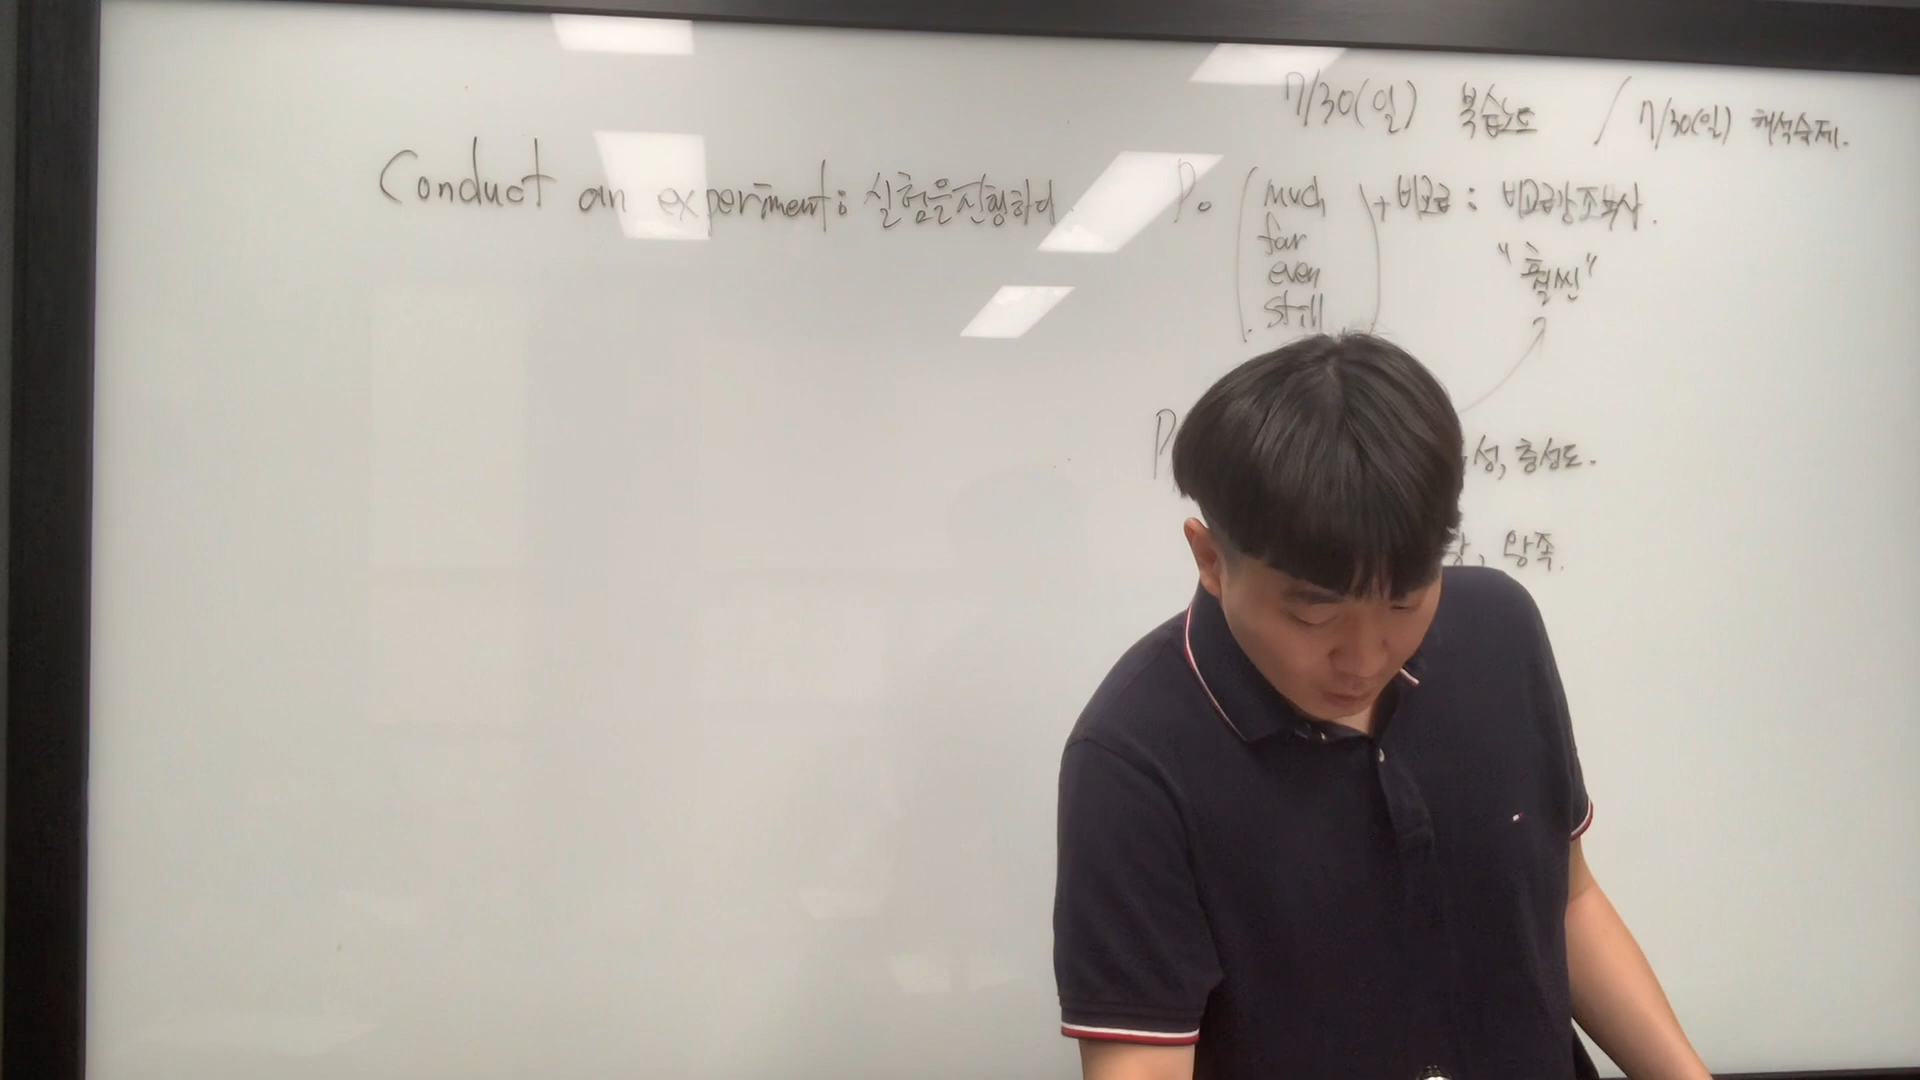 7/30(일) 복습노트 / 7/30(일) 해석숙제.
Conduct an experiment: 실험을 진행하다.
P. (much far even still) + 비교급 : 비교급강조부사.
"훨씬"
성, 충성도.
왕족.